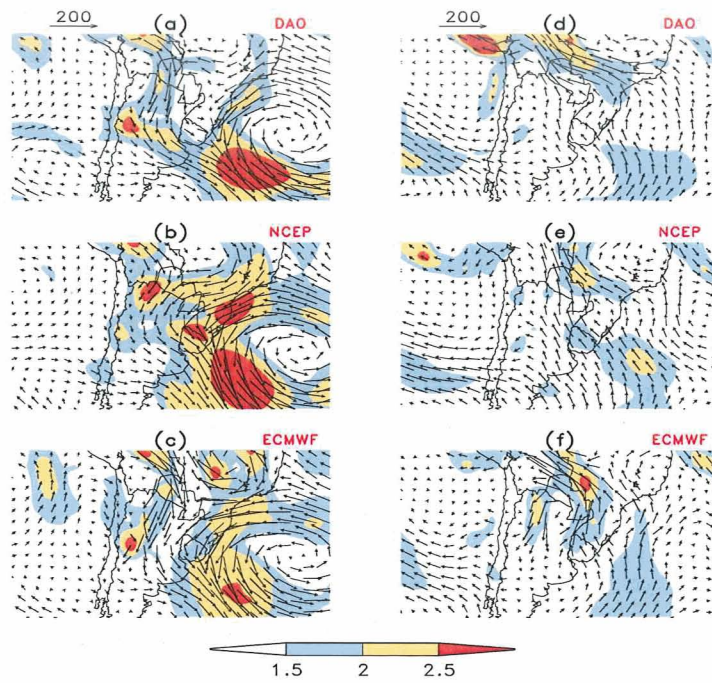 200 (a) DAO
200 (d) DAO
(b) NCEP
(e) NCEP
(c) ECMWF
(f) ECMWF
1.5 2 2.5